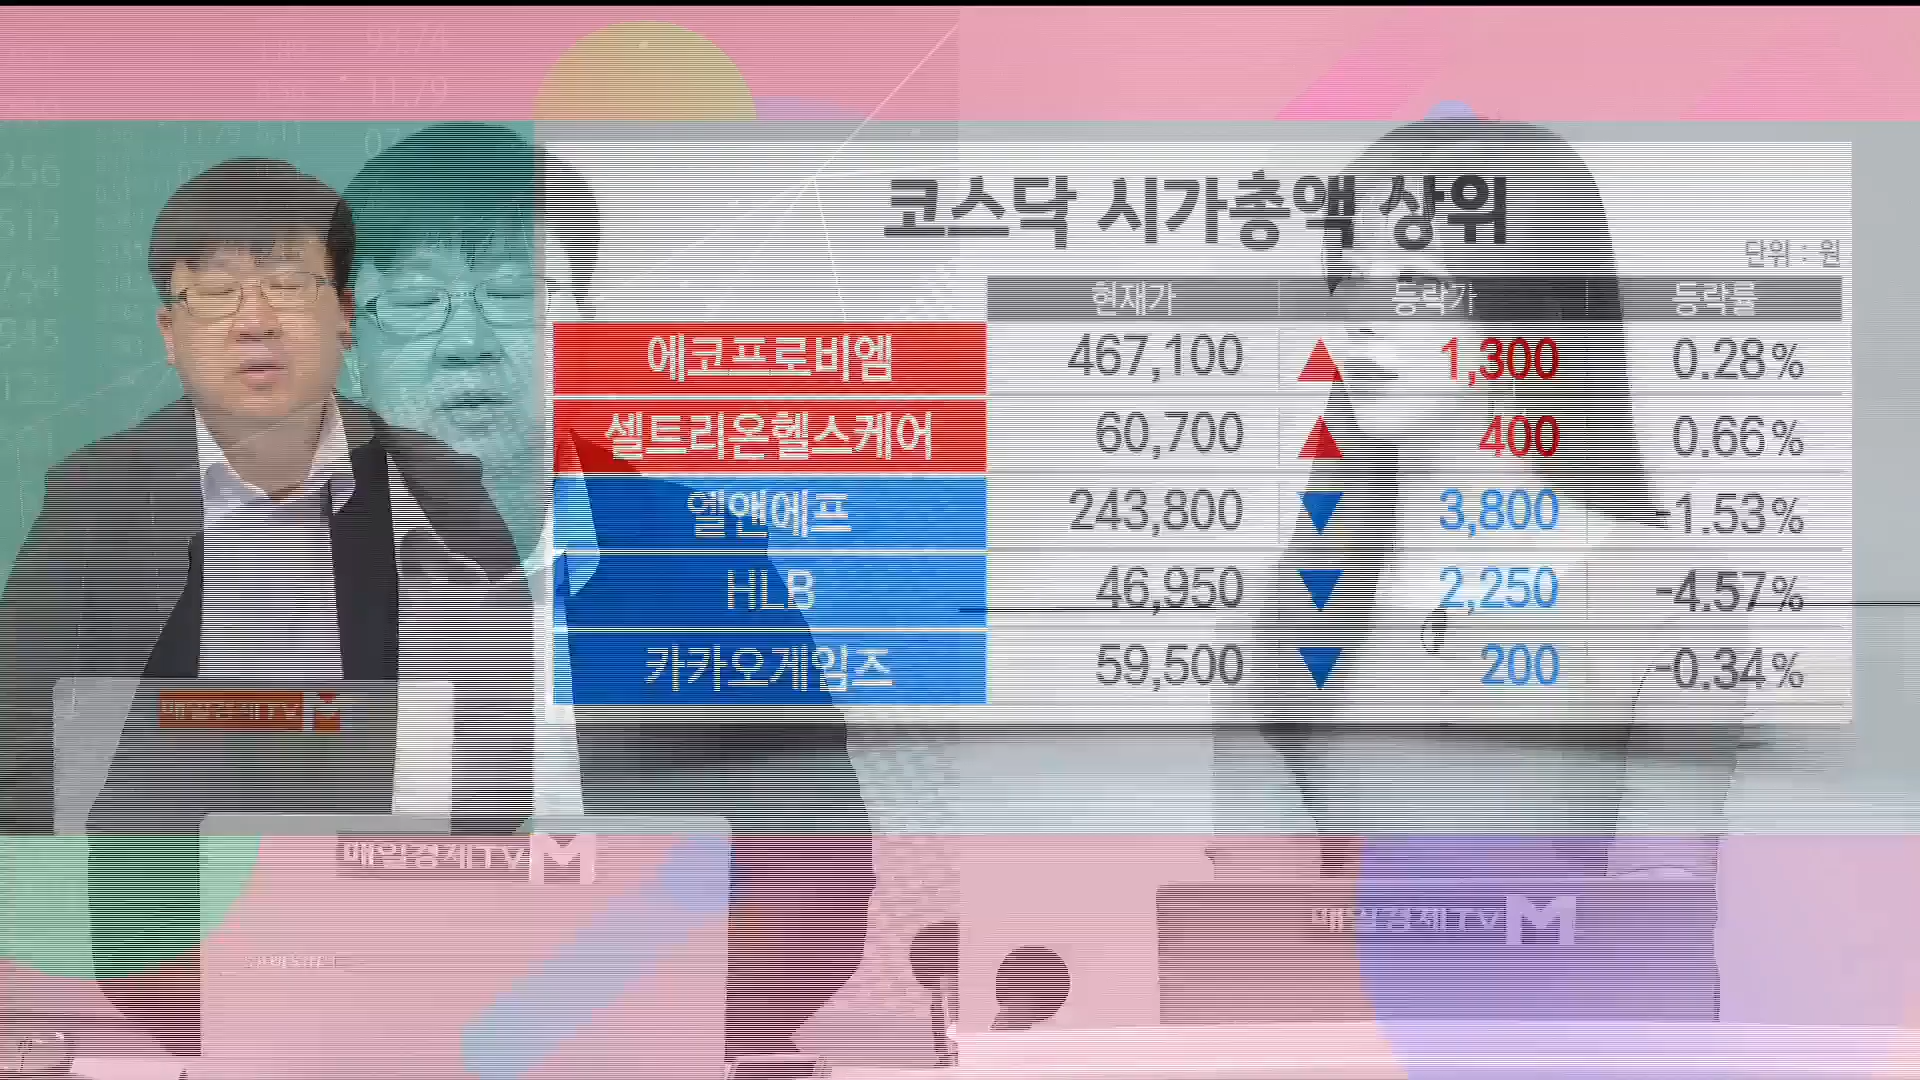 93.74
11.79
코스닥 시가총액 상위
단위 : 원
현재가 등락가 등락률
에코프로비엠 467,100 ▲ 1,300 0.28%
셀트리온헬스케어 60,700 ▲ 400 0.66%
엘앤에프 243,800 ▼ 3,800 -1.53%
HLB 46,950 ▼ 2,250 -4.57%
카카오게임즈 59,500 ▼ 200 -0.34%
매일경제TV M
매일경제TV M
매일경제TV M